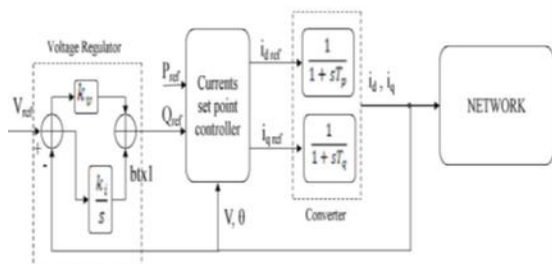 Voltage Regulator
V_ref
+
-
k_v
k_i
s
btx1
P_ref
Q_ref
Currents
set point
controller
V, θ
i_d ref
i_q ref
1
1 + sT_p
1
1 + sT_q
Converter
i_d , i_q
NETWORK